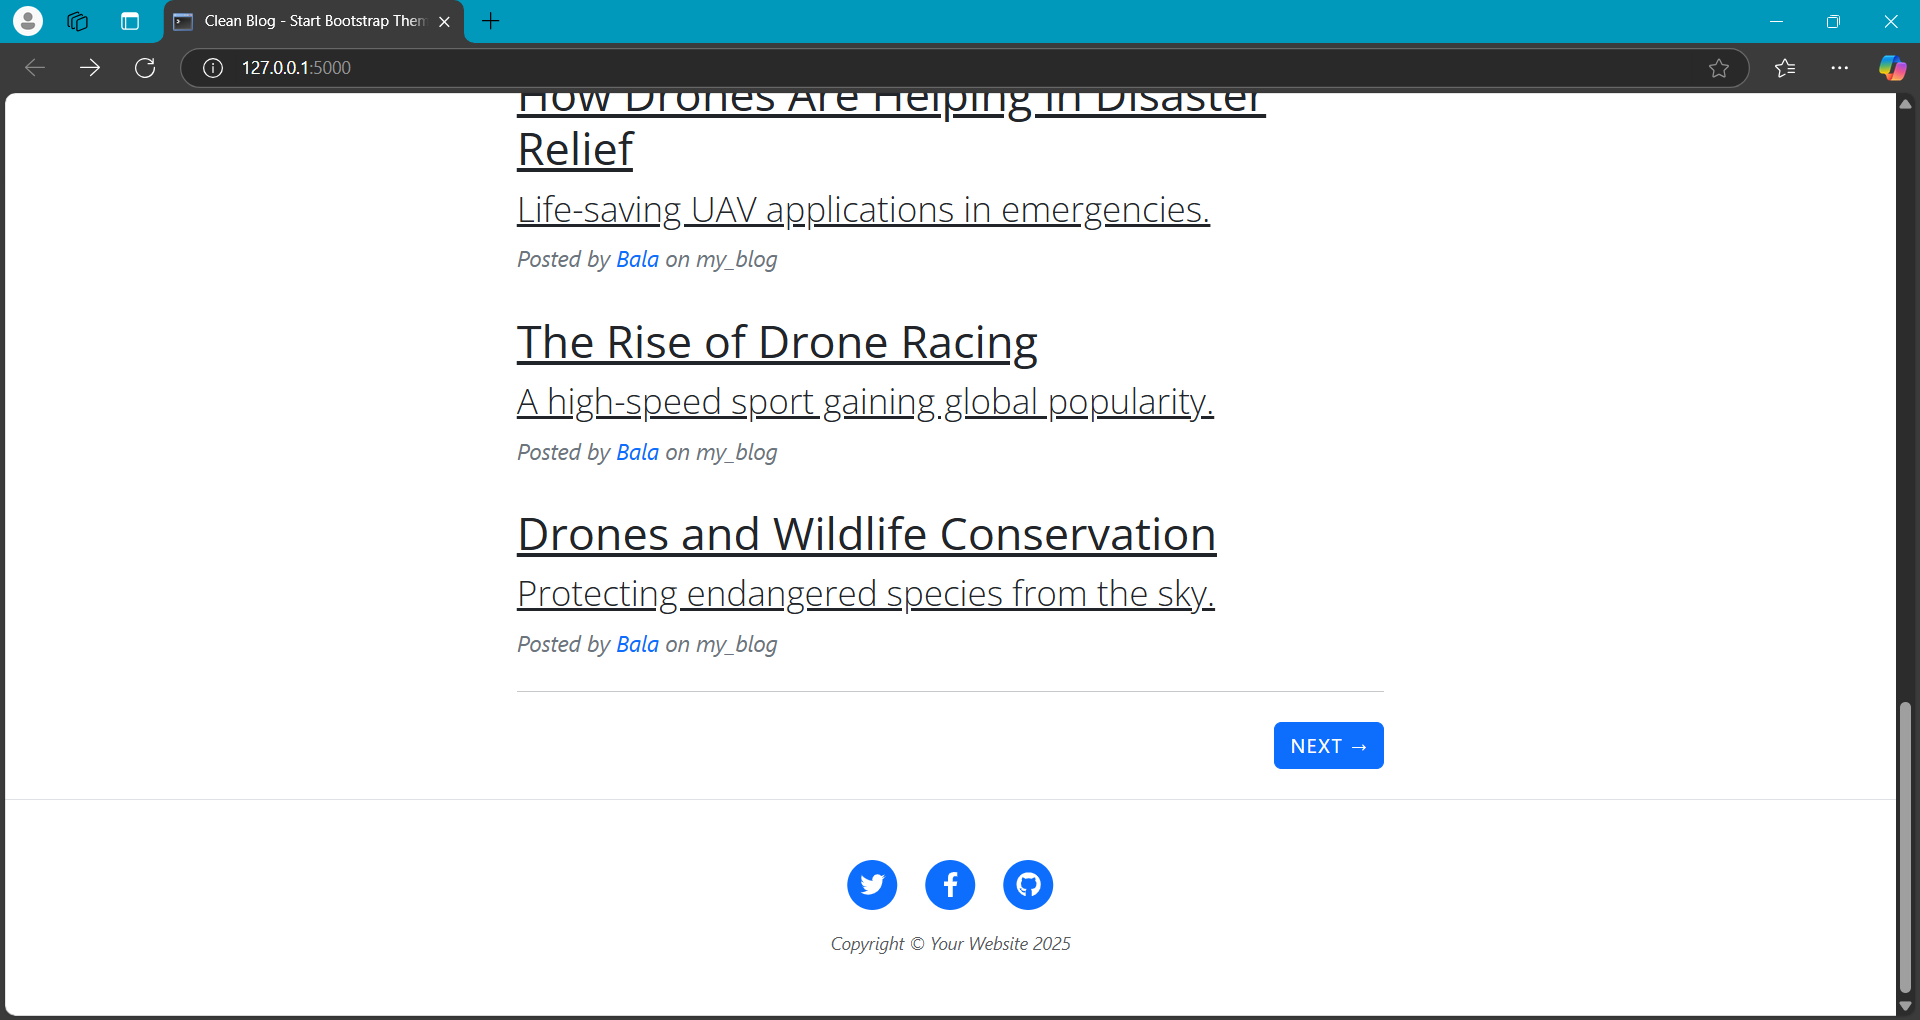 Clean Blog - Start Bootstrap Them
127.0.0.1:5000
How Drones Are Helping in Disaster
Relief
Life-saving UAV applications in emergencies.
Posted by Bala on my_blog
The Rise of Drone Racing
A high-speed sport gaining global popularity.
Posted by Bala on my_blog
Drones and Wildlife Conservation
Protecting endangered species from the sky.
Posted by Bala on my_blog
NEXT →
Copyright © Your Website 2025